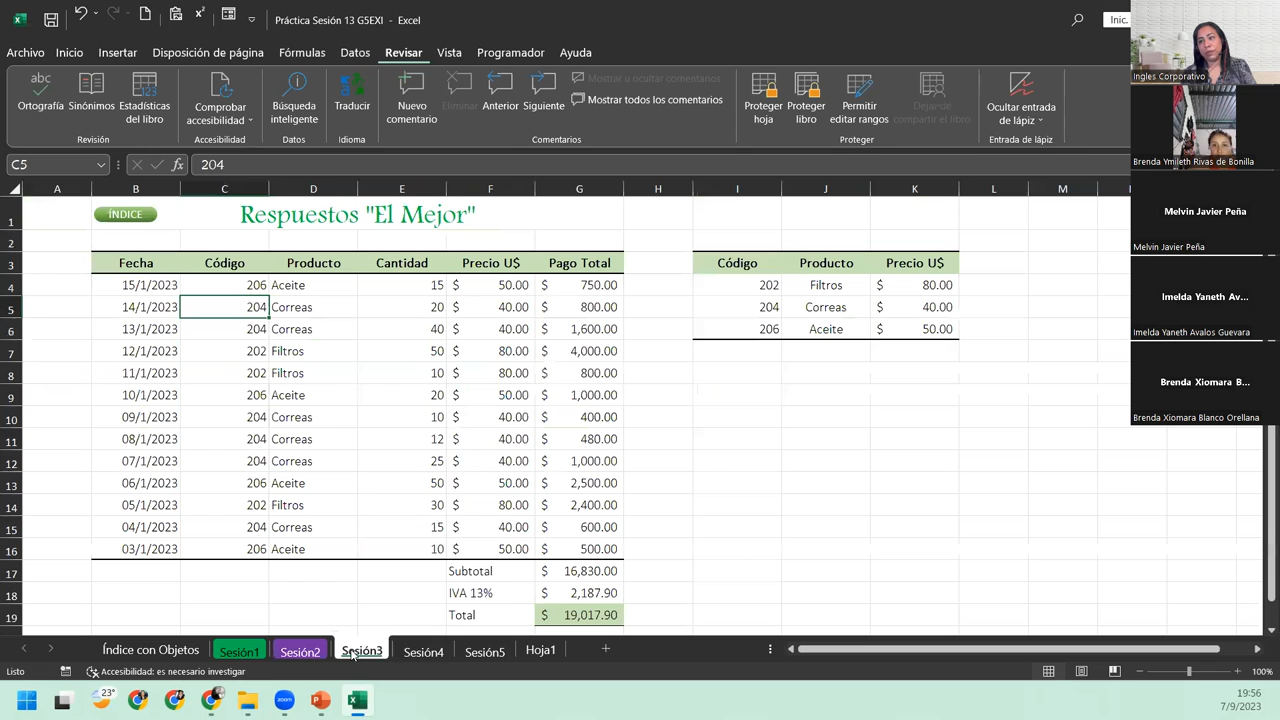 Práctica Sesión 13 G5EXI - Excel
Inic.
Archivo Inicio Insertar Disposición de página Fórmulas Datos Revisar Vista Programador Ayuda
Ortografía Sinónimos Estadísticas del libro
Revisión
Comprobar accesibilidad
Accesibilidad
Búsqueda inteligente
Datos
Traducir
Idioma
Nuevo comentario Eliminar Anterior Siguiente
Mostrar u ocultar comentarios
Mostrar todos los comentarios
Comentarios
Proteger hoja Proteger libro Permitir editar rangos Dejar de compartir el libro
Proteger
Ocultar entrada de lápiz
Entrada de lápiz
C5 fx 204
A B C D E F G H I J K L M
ÍNDICE
Respuestos "El Mejor"
Fecha Código Producto Cantidad Precio U$ Pago Total Código Producto Precio U$
15/1/2023 206 Aceite 15 $ 50.00 $ 750.00 202 Filtros $ 80.00
14/1/2023 204 Correas 20 $ 40.00 $ 800.00 204 Correas $ 40.00
13/1/2023 204 Correas 40 $ 40.00 $ 1,600.00 206 Aceite $ 50.00
12/1/2023 202 Filtros 50 $ 80.00 $ 4,000.00
11/1/2023 202 Filtros 10 $ 80.00 $ 800.00
10/1/2023 206 Aceite 20 $ 50.00 $ 1,000.00
09/1/2023 204 Correas 10 $ 40.00 $ 400.00
08/1/2023 204 Correas 12 $ 40.00 $ 480.00
07/1/2023 204 Correas 25 $ 40.00 $ 1,000.00
06/1/2023 206 Aceite 50 $ 50.00 $ 2,500.00
05/1/2023 202 Filtros 30 $ 80.00 $ 2,400.00
04/1/2023 204 Correas 15 $ 40.00 $ 600.00
03/1/2023 206 Aceite 10 $ 50.00 $ 500.00
Subtotal $ 16,830.00
IVA 13% $ 2,187.90
Total $ 19,017.90
1
2
3
4
5
6
7
8
9
10
11
12
13
14
15
16
17
18
19
Ingles Corporativo
Brenda Ymileth Rivas de Bonilla
Melvin Javier Peña
Melvin Javier Peña
Imelda Yaneth Av...
Imelda Yaneth Avalos Guevara
Brenda Xiomara B...
Brenda Xiomara Blanco Orellana
Índice con Objetos Sesión1 Sesión2 Sesión3 Sesión4 Sesión5 Hoja1
Listo Accesibilidad: es necesario investigar 100%
23°
zoom
19:56
7/9/2023